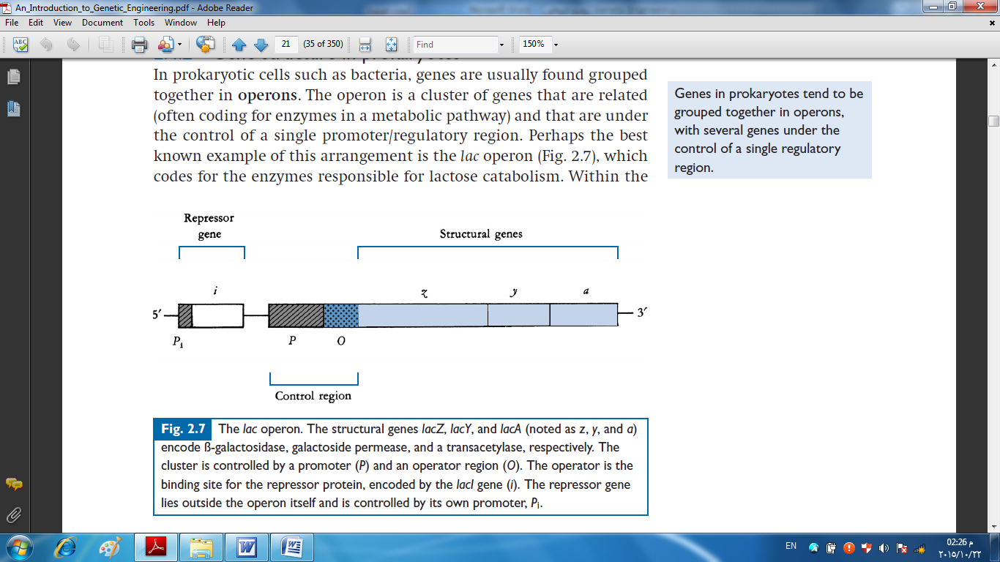 An_Introduction_to_Genetic_Engineering.pdf - Adobe Reader
File Edit View Document Tools Window Help
21 (35 of 350) Find 150%
In prokaryotic cells such as bacteria, genes are usually found grouped
together in operons. The operon is a cluster of genes that are related
(often coding for enzymes in a metabolic pathway) and that are under
the control of a single promoter/regulatory region. Perhaps the best
known example of this arrangement is the lac operon (Fig. 2.7), which
codes for the enzymes responsible for lactose catabolism. Within the
Genes in prokaryotes tend to be
grouped together in operons,
with several genes under the
control of a single regulatory
region.
Repressor
gene
Structural genes
i z y a
5′ 3′
Pi P O
Control region
Fig. 2.7 The lac operon. The structural genes lacZ, lacY, and lacA (noted as z, y, and a)
encode ß-galactosidase, galactoside permease, and a transacetylase, respectively. The
cluster is controlled by a promoter (P) and an operator region (O). The operator is the
binding site for the repressor protein, encoded by the lacI gene (i). The repressor gene
lies outside the operon itself and is controlled by its own promoter, Pi.
EN
02:26 م
٢٠١٥/١٠/٢٢